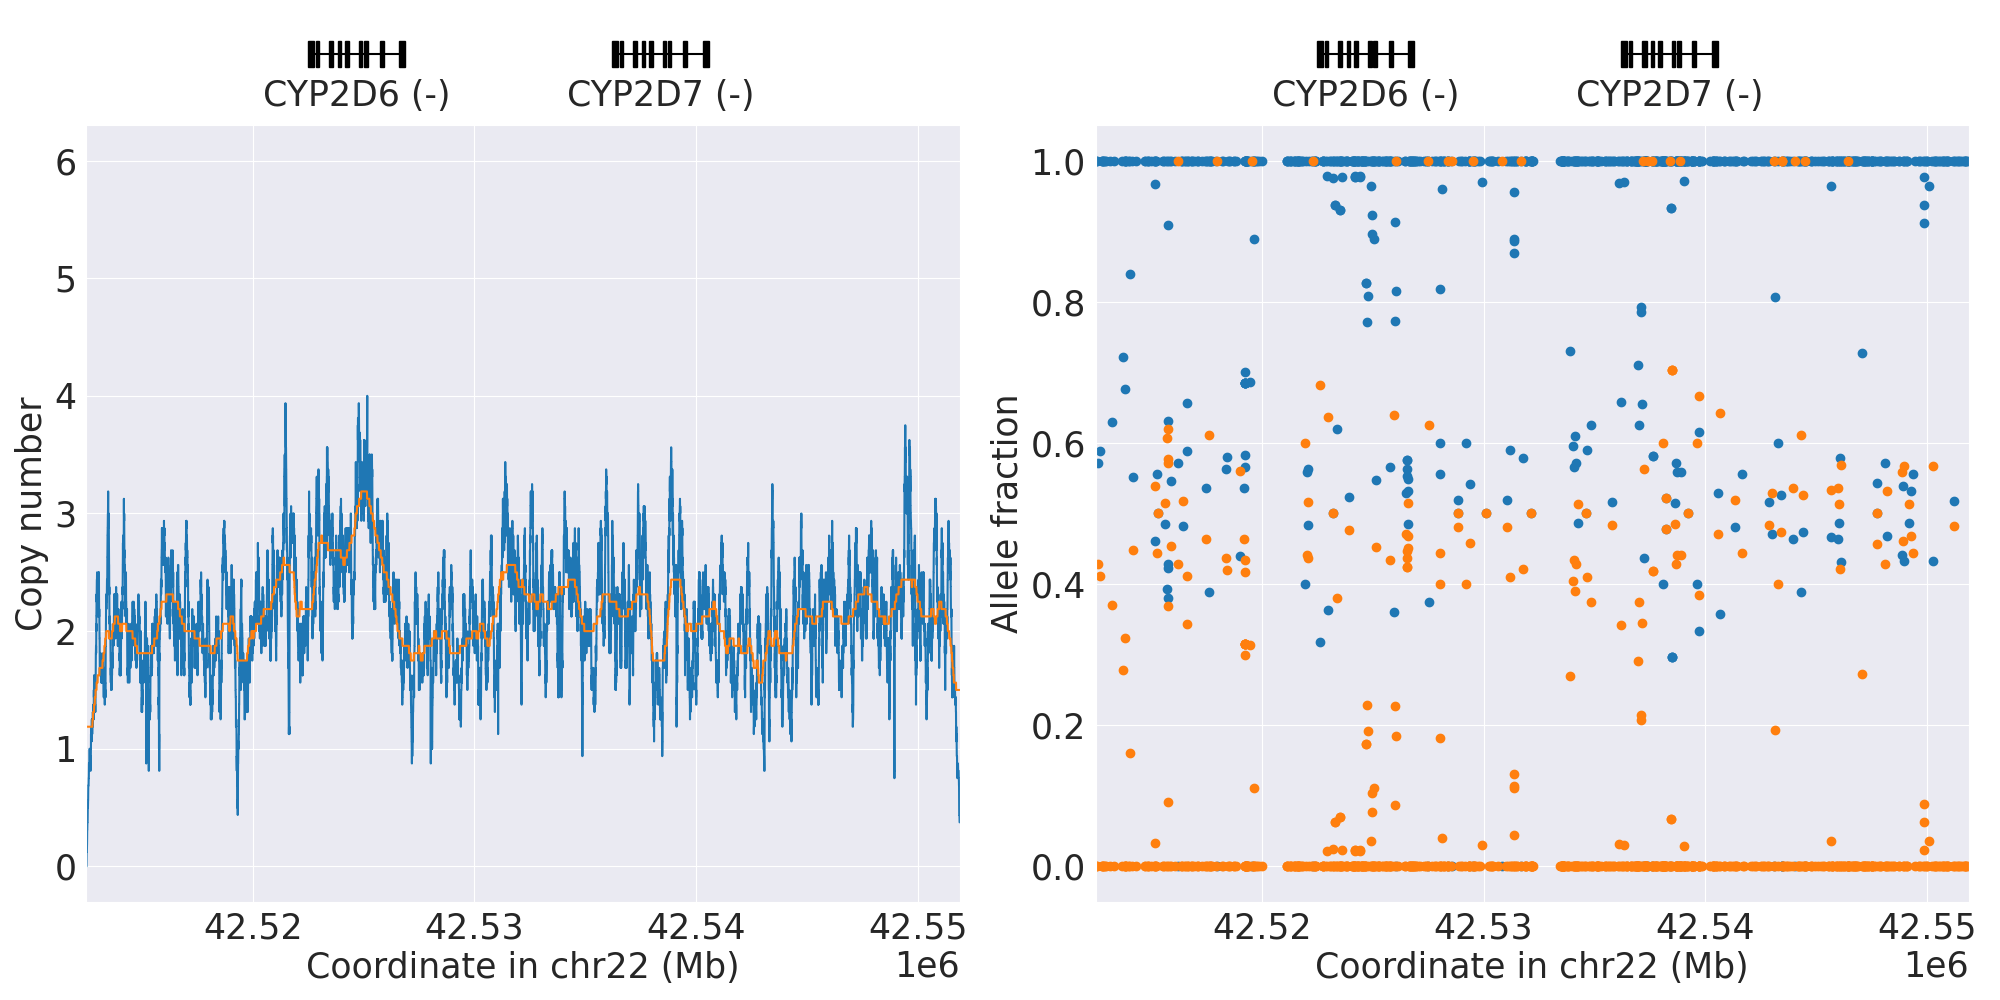 CYP2D6 (-) CYP2D7 (-)
6
5
4
3
2
1
0
Copy number
42.52 42.53 42.54 42.55
Coordinate in chr22 (Mb) 1e6
CYP2D6 (-) CYP2D7 (-)
1.0
0.8
0.6
0.4
0.2
0.0
Allele fraction
42.52 42.53 42.54 42.55
Coordinate in chr22 (Mb) 1e6